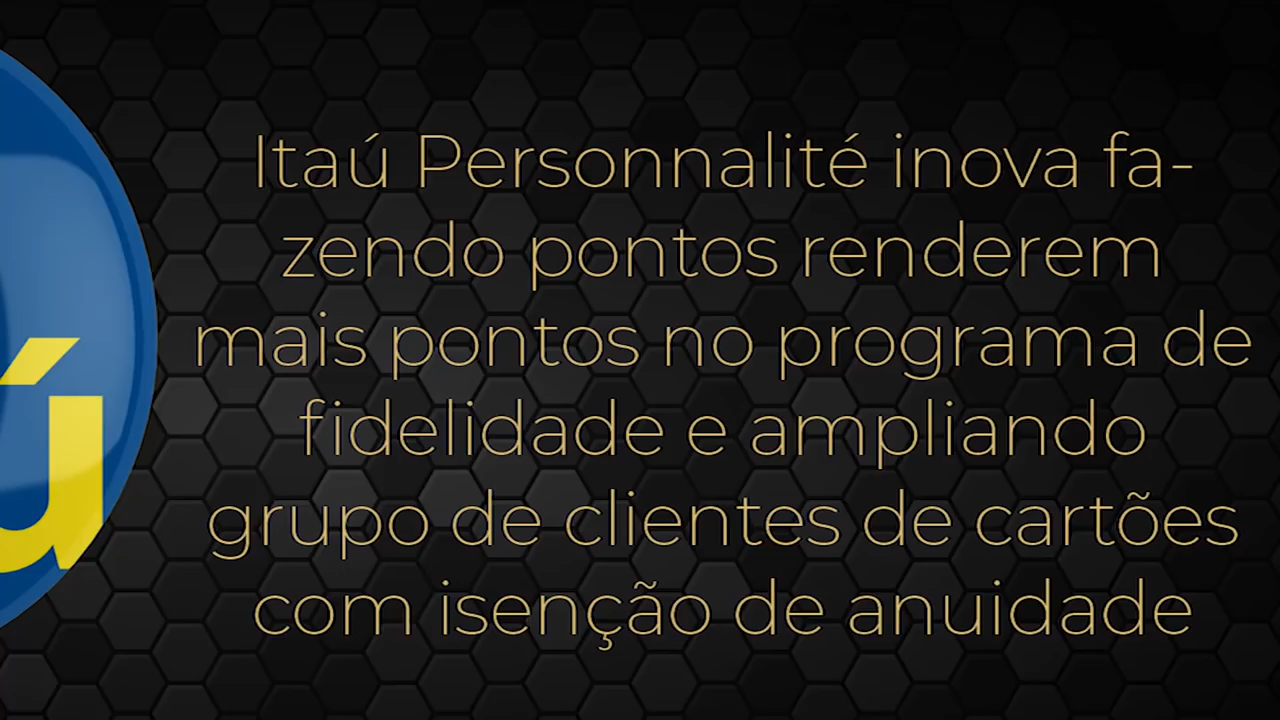 Itaú Personnalité inova fa-
zendo pontos renderem
mais pontos no programa de
fidelidade e ampliando
grupo de clientes de cartões
com isenção de anuidade
ú